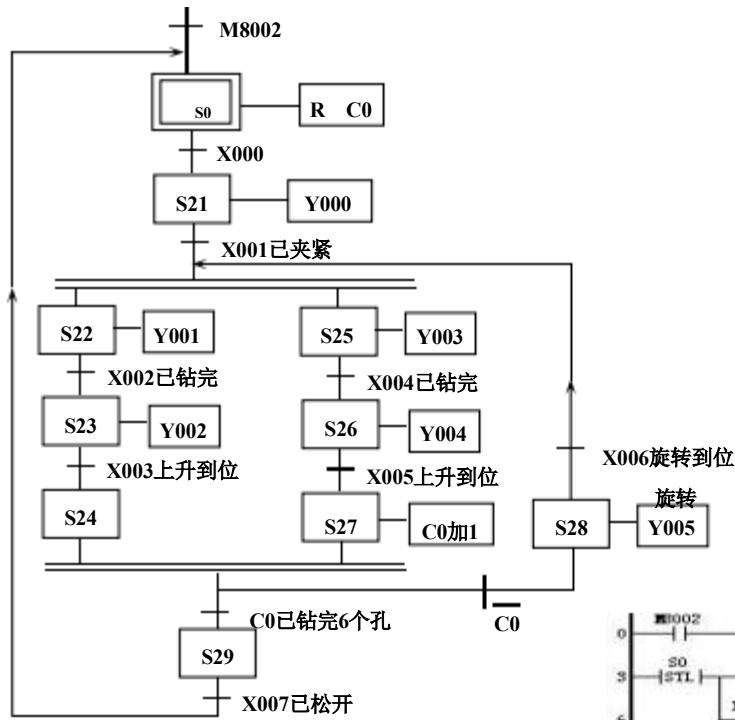 M8002
S0
R C0
X000
S21
Y000
X001已夹紧
S22
Y001
S25
Y003
X002已钻完
X004已钻完
S23
Y002
S26
Y004
X003上升到位
X005上升到位
X006旋转到位
S24
S27
C0加1
S28
旋转
Y005
C0已钻完6个孔
C0
S29
X007已松开
M8002
0
S0
3
STL